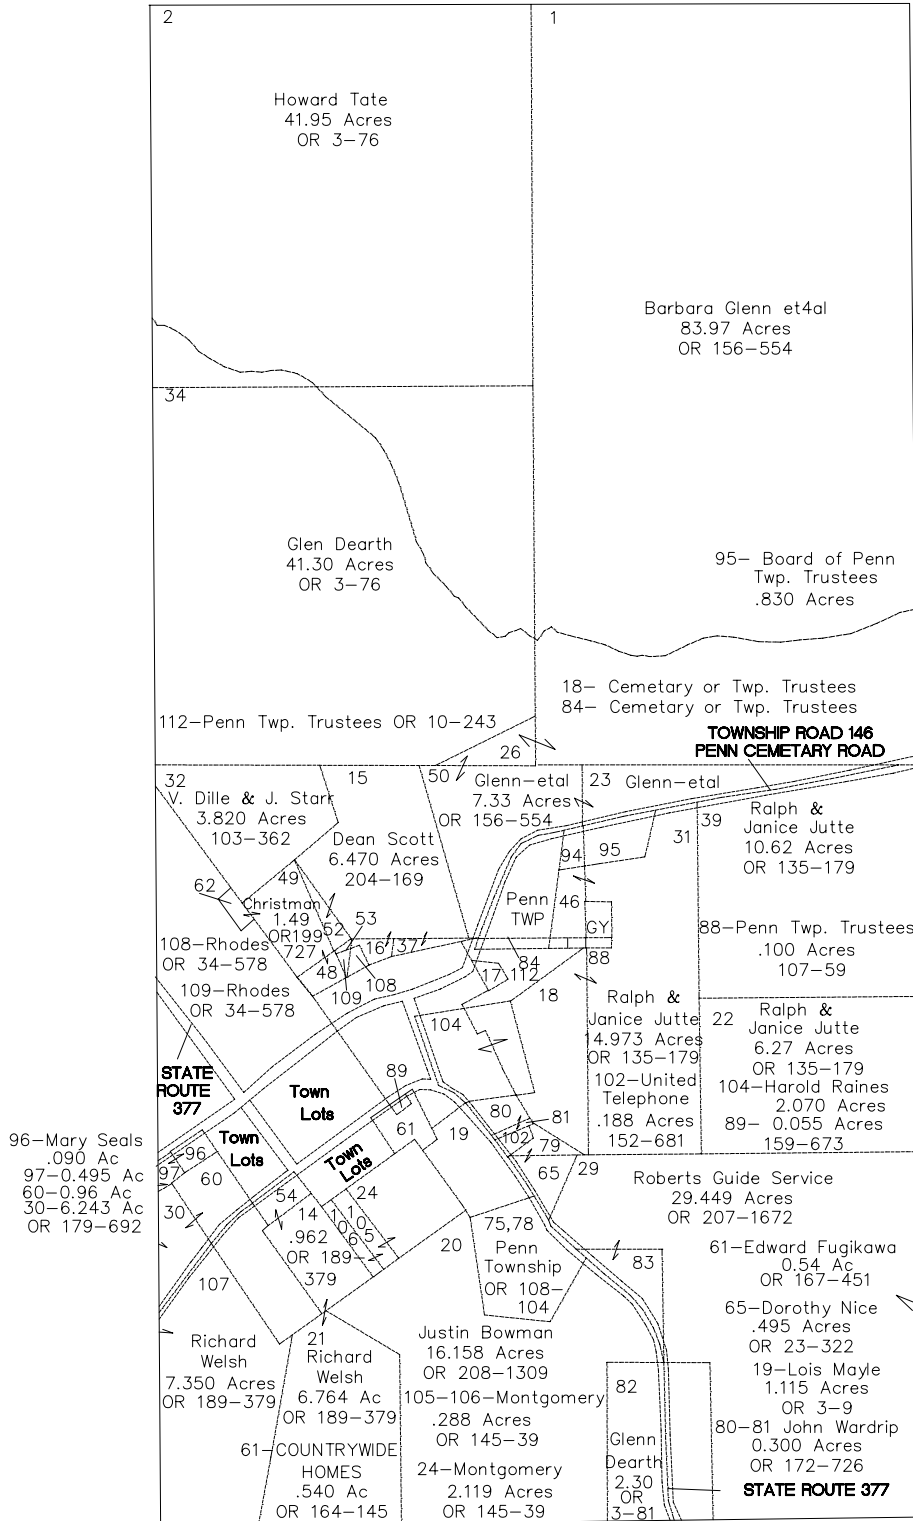 2
1
Howard Tate
41.95 Acres
OR 3-76
Barbara Glenn et4al
83.97 Acres
OR 156-554
34
Glen Dearth
41.30 Acres
OR 3-76
95- Board of Penn
Twp. Trustees
.830 Acres
18- Cemetary or Twp. Trustees
84- Cemetary or Twp. Trustees
112-Penn Twp. Trustees OR 10-243
TOWNSHIP ROAD 146
PENN CEMETARY ROAD
26
32
15
50
V. Dille & J. Starr
3.820 Acres
103-362
Glenn-etal
7.33 Acres
OR 156-554
23
Glenn-etal
39
31
Ralph &
Janice Jutte
10.62 Acres
OR 135-179
Dean Scott
6.470 Acres
204-169
94
95
49
62
Christman
1.49
OR199
727
52
53
Penn
TWP
46
GY
88
88-Penn Twp. Trustees
.100 Acres
107-59
108-Rhodes
OR 34-578
109-Rhodes
OR 34-578
48
16
37
108
109
17
84
112
18
Ralph &
Janice Jutte
14.973 Acres
OR 135-179
102-United
Telephone
.188 Acres
152-681
22
Ralph &
Janice Jutte
6.27 Acres
OR 135-179
104-Harold Raines
2.070 Acres
89- 0.055 Acres
159-673
104
STATE
ROUTE
377
89
Town
Lots
Town
Lots
Town
Lots
61
19
80
81
102
79
65
29
96-Mary Seals
.090 Ac
97-0.495 Ac
60-0.96 Ac
30-6.243 Ac
OR 179-692
96
97
60
30
54
14
.962
OR 189-
379
24
106
105
20
75,78
Penn
Township
OR 108-
104
Roberts Guide Service
29.449 Acres
OR 207-1672
83
61-Edward Fugikawa
0.54 Ac
OR 167-451
107
65-Dorothy Nice
.495 Acres
OR 23-322
Richard
Welsh
7.350 Acres
OR 189-379
21
Richard
Welsh
6.764 Ac
OR 189-379
Justin Bowman
16.158 Acres
OR 208-1309
19-Lois Mayle
1.115 Acres
OR 3-9
105-106-Montgomery
.288 Acres
OR 145-39
82
Glenn
Dearth
2.30
OR
3-81
80-81 John Wardrip
0.300 Acres
OR 172-726
61-COUNTRYWIDE
HOMES
.540 Ac
OR 164-145
24-Montgomery
2.119 Acres
OR 145-39
STATE ROUTE 377